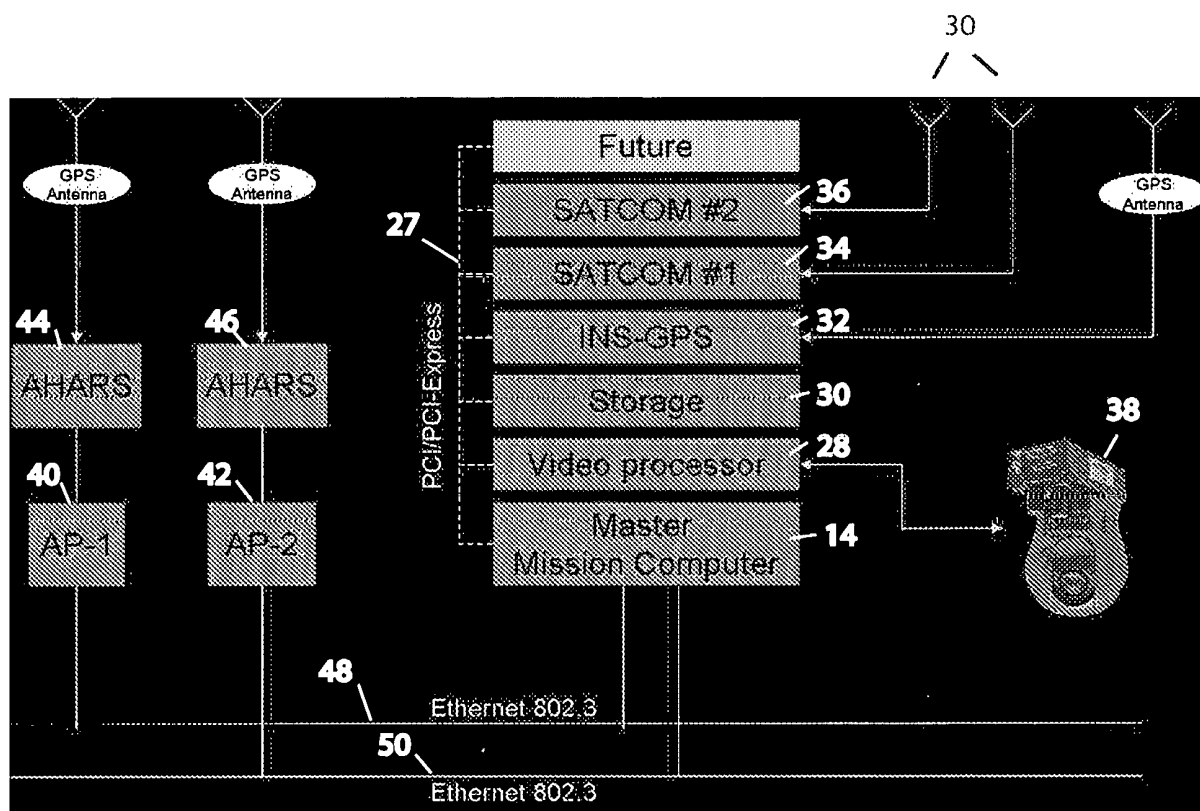 30
Future
GPS
Antenna
GPS
Antenna
GPS
Antenna
36
SATCOM #2
27
34
SATCOM #1
44
46
32
INS-GPS
AHARS
AHARS
PCI/PCI-Express
Storage
30
38
40
42
28
Video processor
AP-1
AP-2
Master
Mission Computer
14
48
Ethernet 802.3
50
Ethernet 802.3